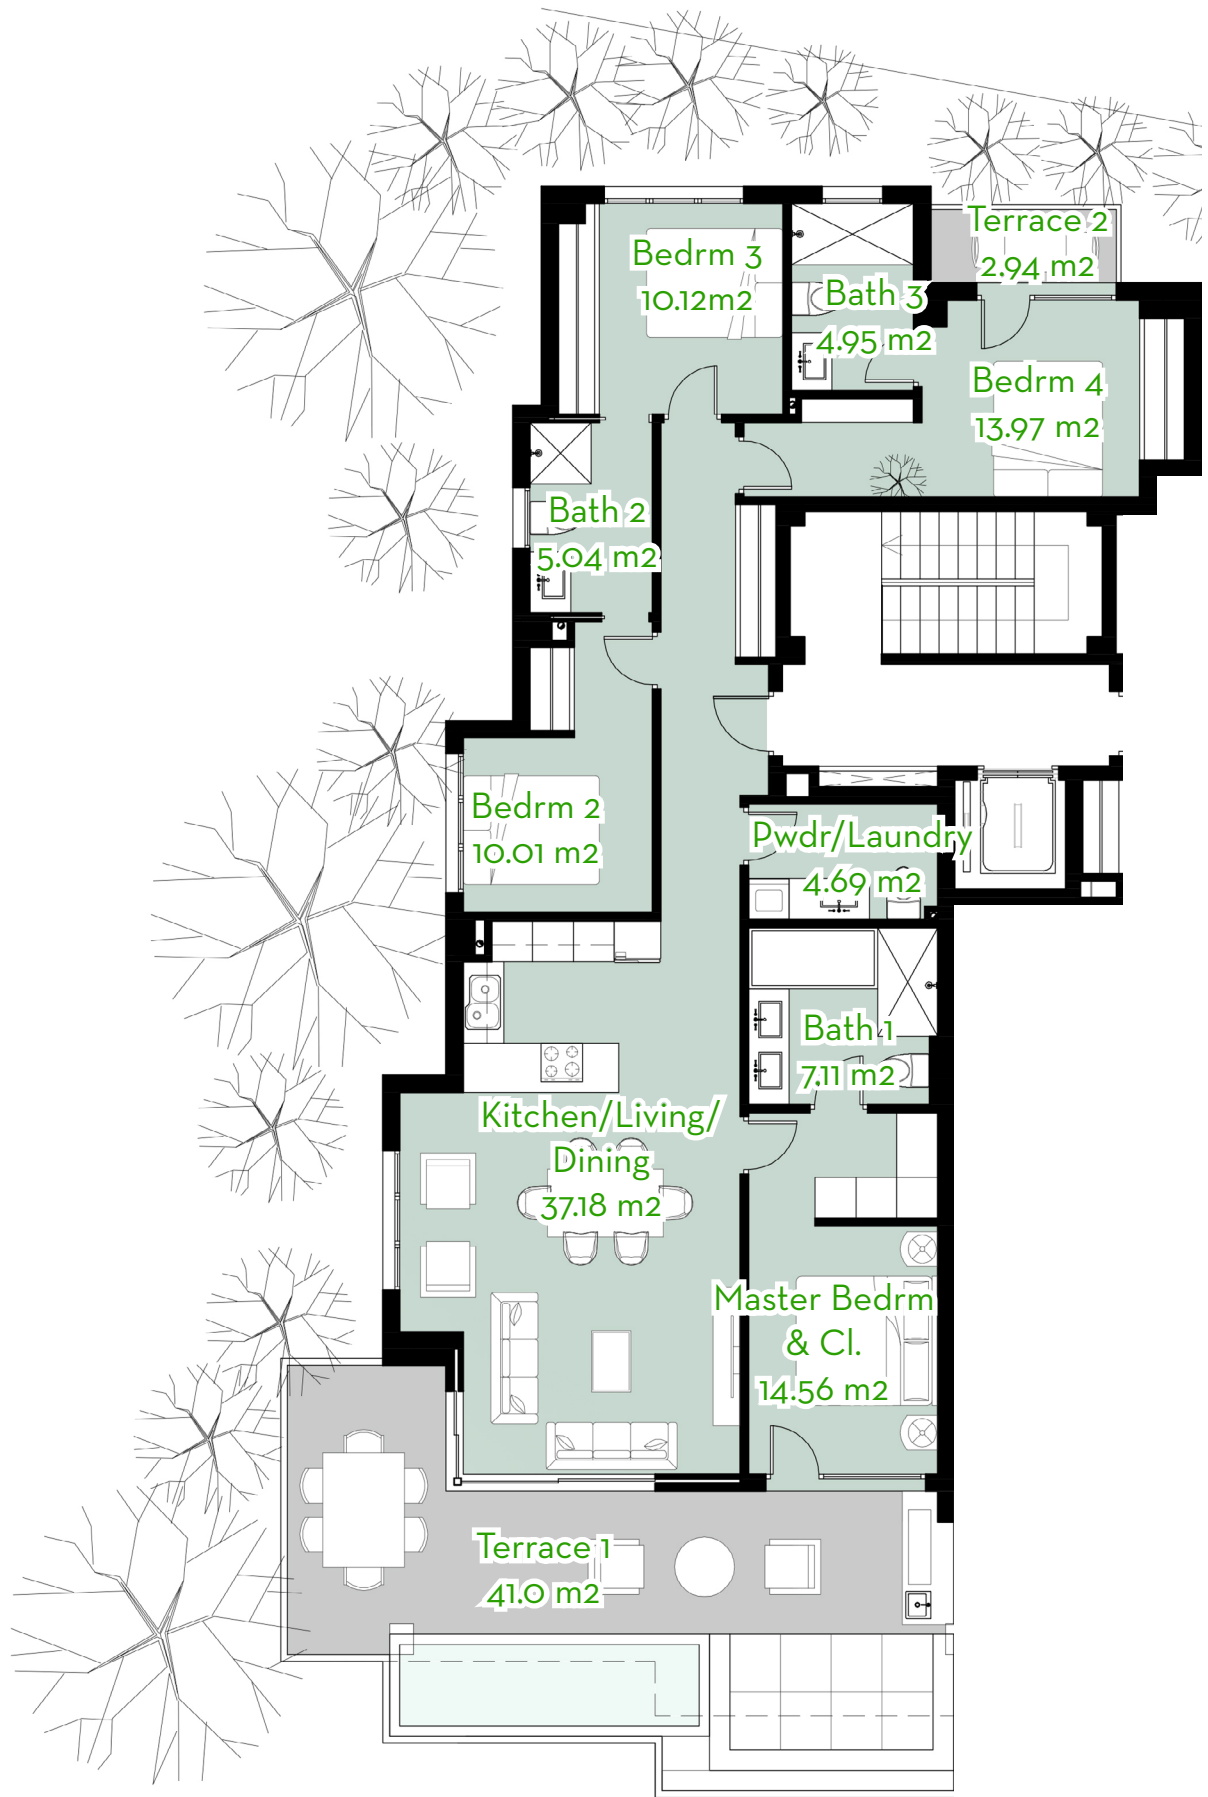 Terrace 2
2.94 m2
Bedrm 3
10.12m2
Bath 3
4.95 m2
Bedrm 4
13.97 m2
Bath 2
5.04 m2
Bedrm 2
10.01 m2
Pwdr/Laundry
4.69 m2
Bath 1
7.11 m2
Kitchen/Living/
Dining
37.18 m2
Master Bedrm
& Cl.
14.56 m2
Terrace 1
41.0 m2